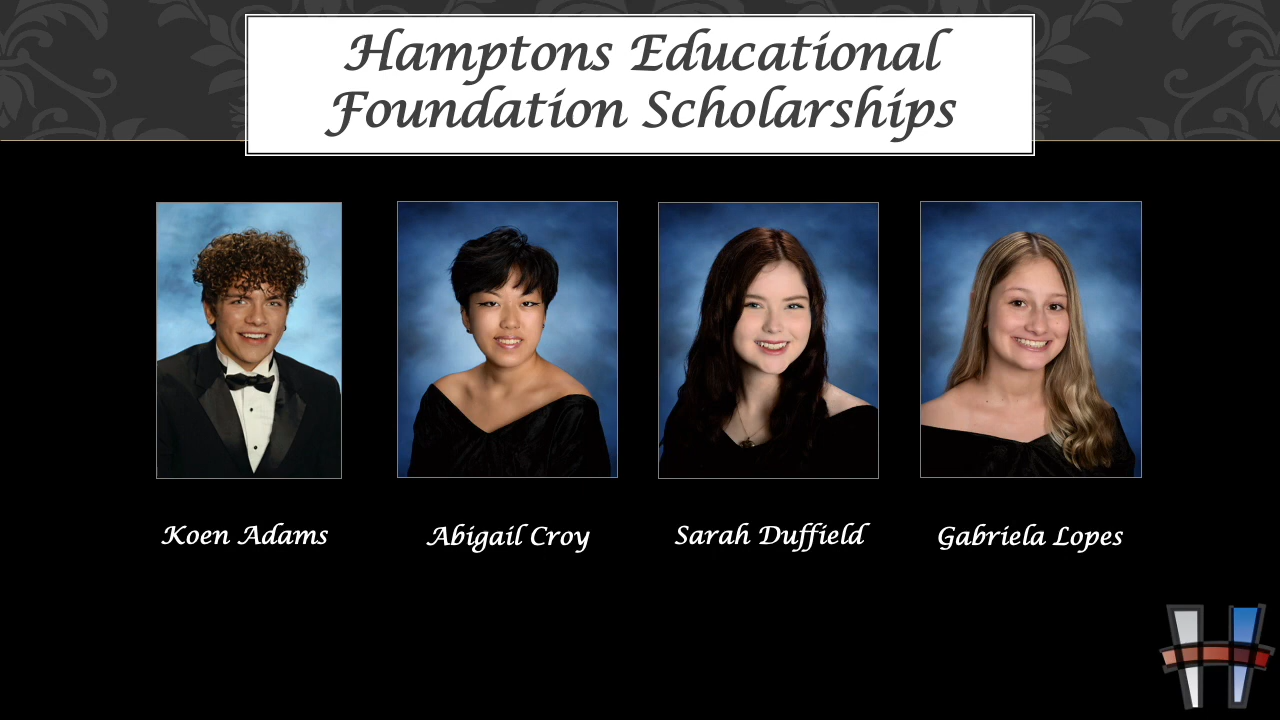 Hamptons Educational
Foundation Scholarships
Koen Adams
Abigail Croy
Sarah Duffield
Gabriela Lopes
H